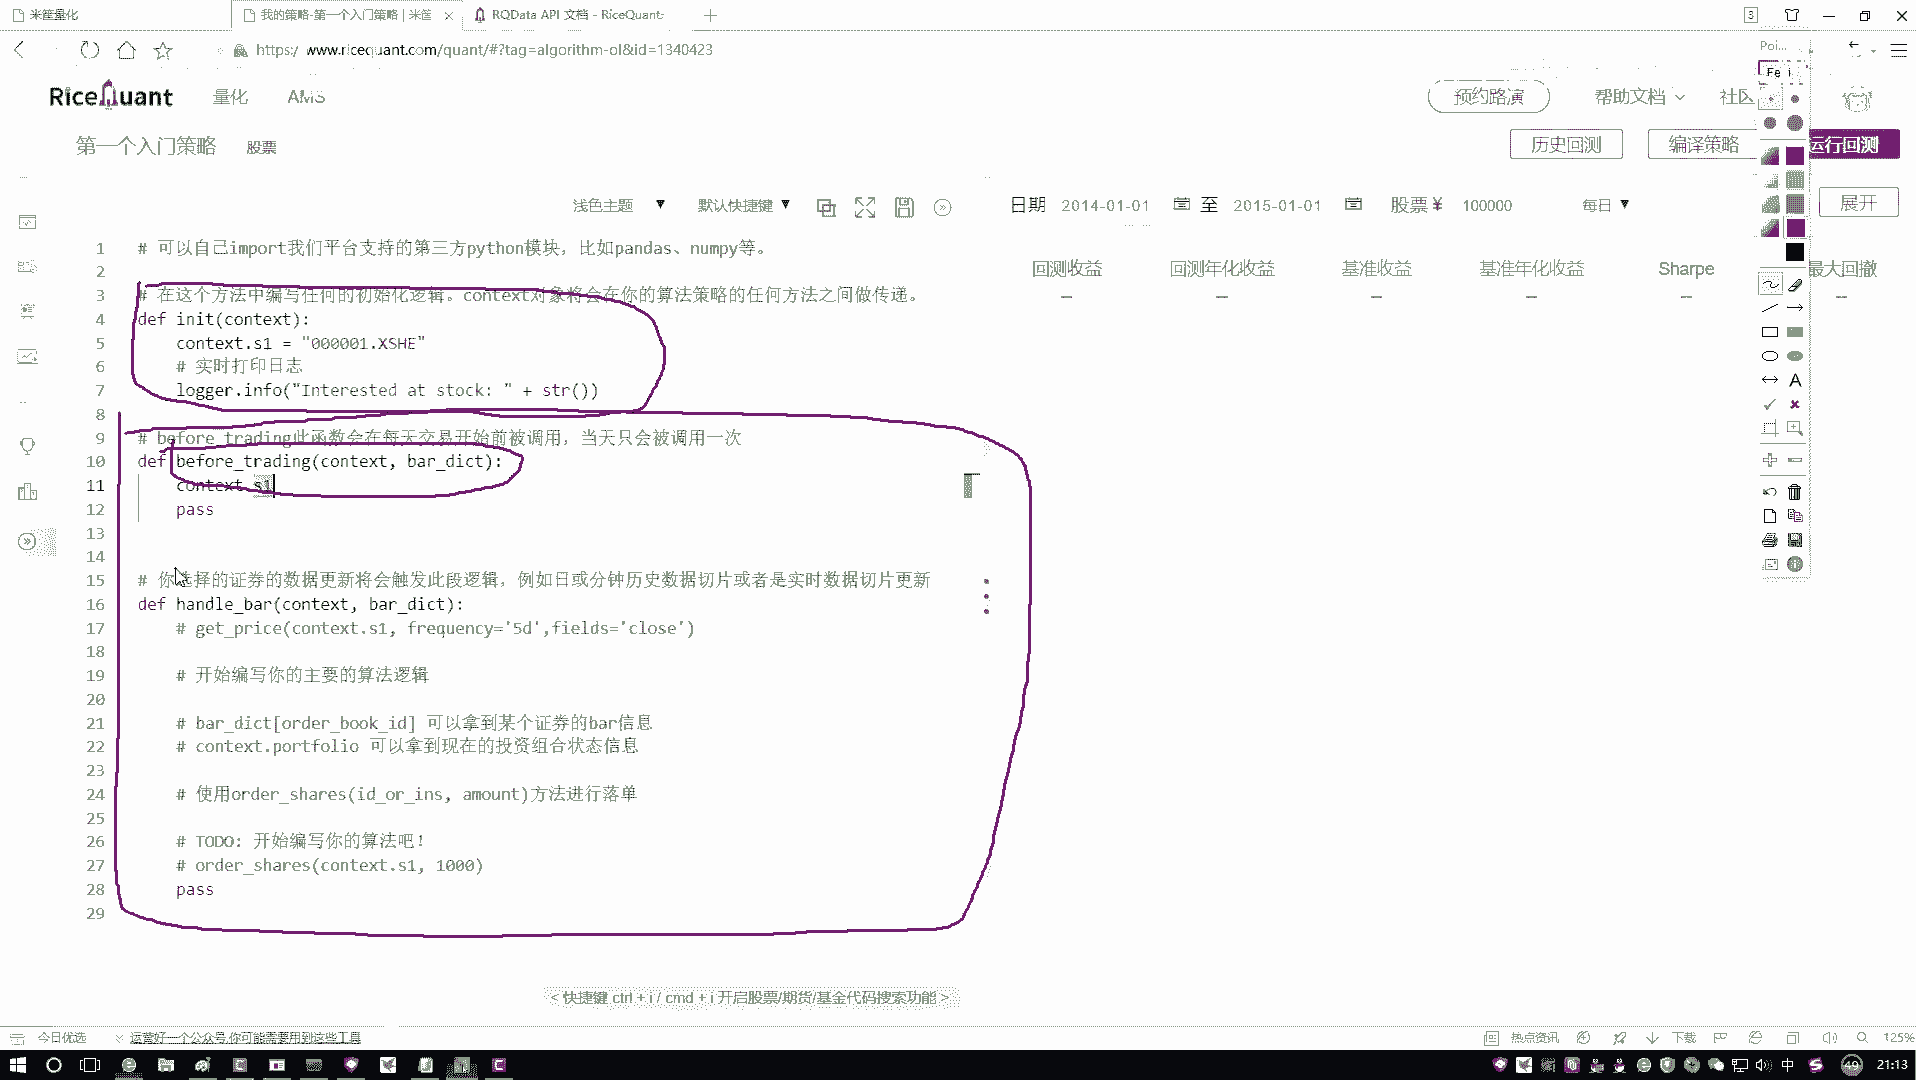 米筐量化
我的策略-第一个入门策略 | 米筐
RQData API 文档 - RiceQuant
www.ricequant.com/quant/#?tag=algorithm-ol&id=1340423
RiceQuant 量化 AMS 预约路演 帮助文档 社区
第一个入门策略 股票 历史回测 编译策略 运行回测
浅色主题 默认快捷键 日期 2014-01-01 至 2015-01-01 股票 ¥ 100000 每日 展开
回测收益 回测年化收益 基准收益 基准年化收益 Sharpe 最大回撤
-- -- -- -- -- --
1 # 可以自己import我们平台支持的第三方python模块，比如pandas、numpy等。
2
3 # 在这个方法中编写任何的初始化逻辑。context对象将会在你的算法策略的任何方法之间做传递。
4 def init(context):
5 context.s1 = "000001.XSHE"
6 # 实时打印日志
7 logger.info("Interested at stock: " + str())
8
9 # before_trading此函数会在每天交易开始前被调用，当天只会被调用一次
10 def before_trading(context, bar_dict):
11 context.s1
12 pass
13
14
15 # 你选择的证券的数据更新将会触发此段逻辑，例如日或分钟历史数据切片或者是实时数据切片更新
16 def handle_bar(context, bar_dict):
17 # get_price(context.s1, frequency='5d',fields='close')
18
19 # 开始编写你的主要的算法逻辑
20
21 # bar_dict[order_book_id] 可以拿到某个证券的bar信息
22 # context.portfolio 可以拿到现在的投资组合状态信息
23
24 # 使用order_shares(id_or_ins, amount)方法进行落单
25
26 # TODO: 开始编写你的算法吧！
27 # order_shares(context.s1, 1000)
28 pass
29
< 快捷键 ctrl + i / cmd + i 开启股票/期货/基金代码搜索功能 >
今日优选 运营好一个公众号,你可能需要用到这些工具 热点资讯 下载 125%
中 49 21:13